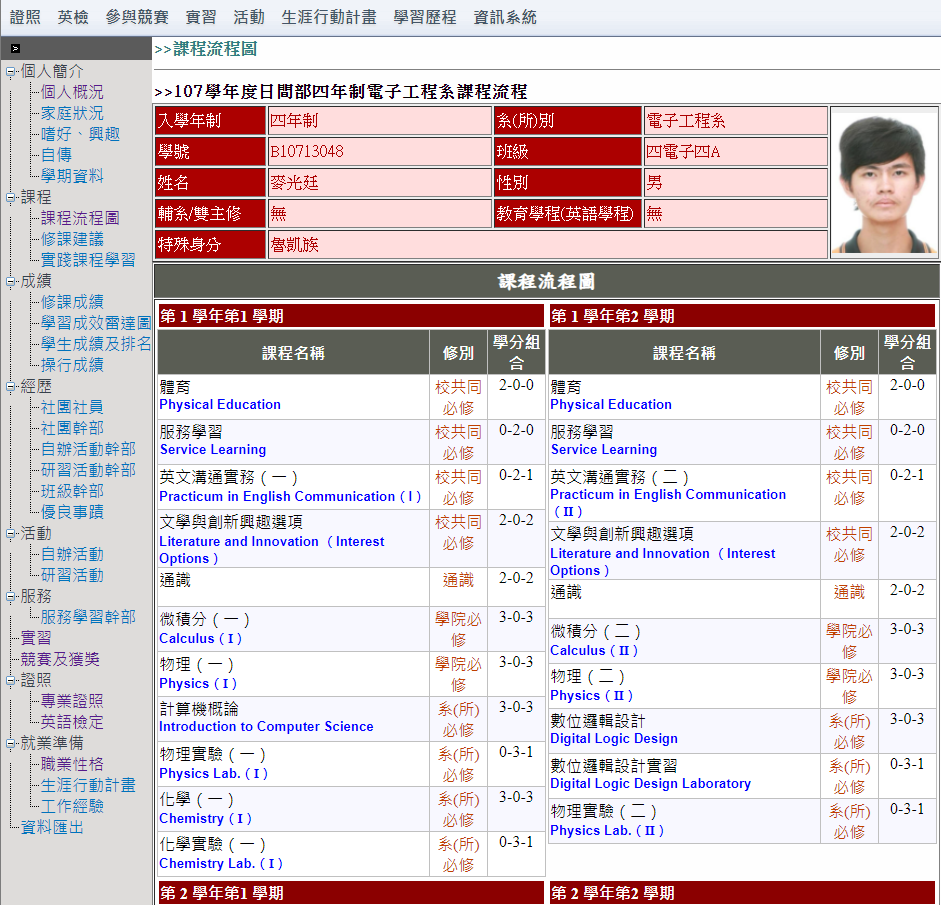 證照 英檢 參與競賽 實習 活動 生涯行動計畫 學習歷程 資訊系統
>>課程流程圖
個人簡介
個人概況
家庭狀況
嗜好、興趣
自傳
學期資料
課程
課程流程圖
修課建議
實踐課程學習
成績
修課成績
學習成效雷達圖
學生成績及排名
操行成績
經歷
社團社員
社團幹部
自辦活動幹部
研習活動幹部
班級幹部
優良事蹟
活動
自辦活動
研習活動
服務
服務學習幹部
實習
競賽及獲獎
證照
專業證照
英語檢定
就業準備
職業性格
生涯行動計畫
工作經驗
資料匯出
>>107學年度日間部四年制電子工程系課程流程
入學年制 四年制 系(所)別 電子工程系
學號 B10713048 班級 四電子四A
姓名 麥光廷 性別 男
輔系/雙主修 無 教育學程(英語學程) 無
特殊身分 魯凱族
課程流程圖
第 1 學年第1 學期
課程名稱 修別 學分組
合
體育 校共同 2-0-0
Physical Education 必修
服務學習 校共同 0-2-0
Service Learning 必修
英文溝通實務（一） 校共同 0-2-1
Practicum in English Communication（I） 必修
文學與創新興趣選項 校共同 2-0-2
Literature and Innovation （Interest 必修
Options）
通識 通識 2-0-2
微積分（一） 學院必 3-0-3
Calculus（I） 修
物理（一） 學院必 3-0-3
Physics（I） 修
計算機概論 系(所) 3-0-3
Introduction to Computer Science 必修
物理實驗（一） 系(所) 0-3-1
Physics Lab.（I） 必修
化學（一） 系(所) 3-0-3
Chemistry（I） 必修
化學實驗（一） 系(所) 0-3-1
Chemistry Lab.（I） 必修
第 1 學年第2 學期
課程名稱 修別 學分組
合
體育 校共同 2-0-0
Physical Education 必修
服務學習 校共同 0-2-0
Service Learning 必修
英文溝通實務（二） 校共同 0-2-1
Practicum in English Communication 必修
（II）
文學與創新興趣選項 校共同 2-0-2
Literature and Innovation （Interest 必修
Options）
通識 通識 2-0-2
微積分（二） 學院必 3-0-3
Calculus（II） 修
物理（二） 學院必 3-0-3
Physics（II） 修
數位邏輯設計 系(所) 3-0-3
Digital Logic Design 必修
數位邏輯設計實習 系(所) 0-3-1
Digital Logic Design Laboratory 必修
物理實驗（二） 系(所) 0-3-1
Physics Lab.（II） 必修
第 2 學年第1 學期
第 2 學年第2 學期